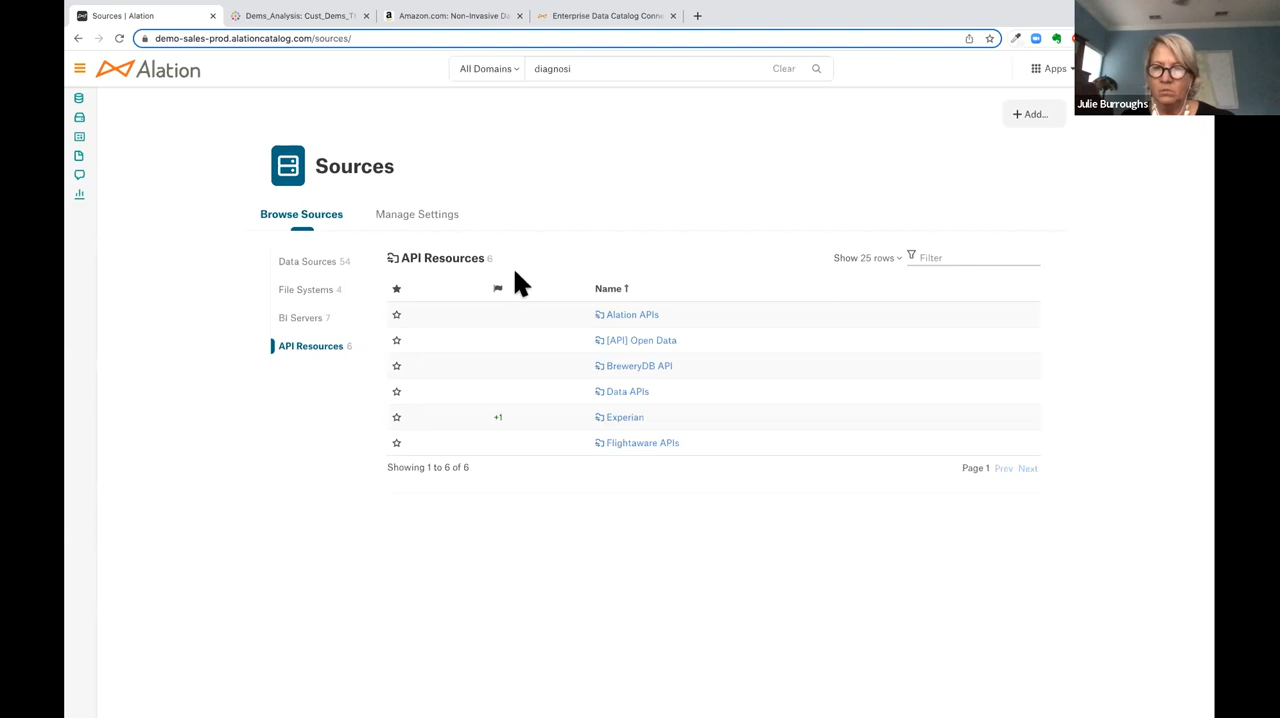 Sources | Alation
Dems_Analysis: Cust_Dems_T
Amazon.com: Non-Invasive Da
Enterprise Data Catalog Conne
demo-sales-prod.alationcatalog.com/sources/
Alation
All Domains
diagnosi
Clear
Apps
Julie Burroughs
+ Add...
Sources
Browse Sources
Manage Settings
Data Sources 54
File Systems 4
BI Servers 7
API Resources 6
API Resources 6
Show 25 rows
Filter
Name ↑
Alation APIs
[API] Open Data
BreweryDB API
Data APIs
+1 Experian
Flightaware APIs
Showing 1 to 6 of 6
Page 1 Prev Next